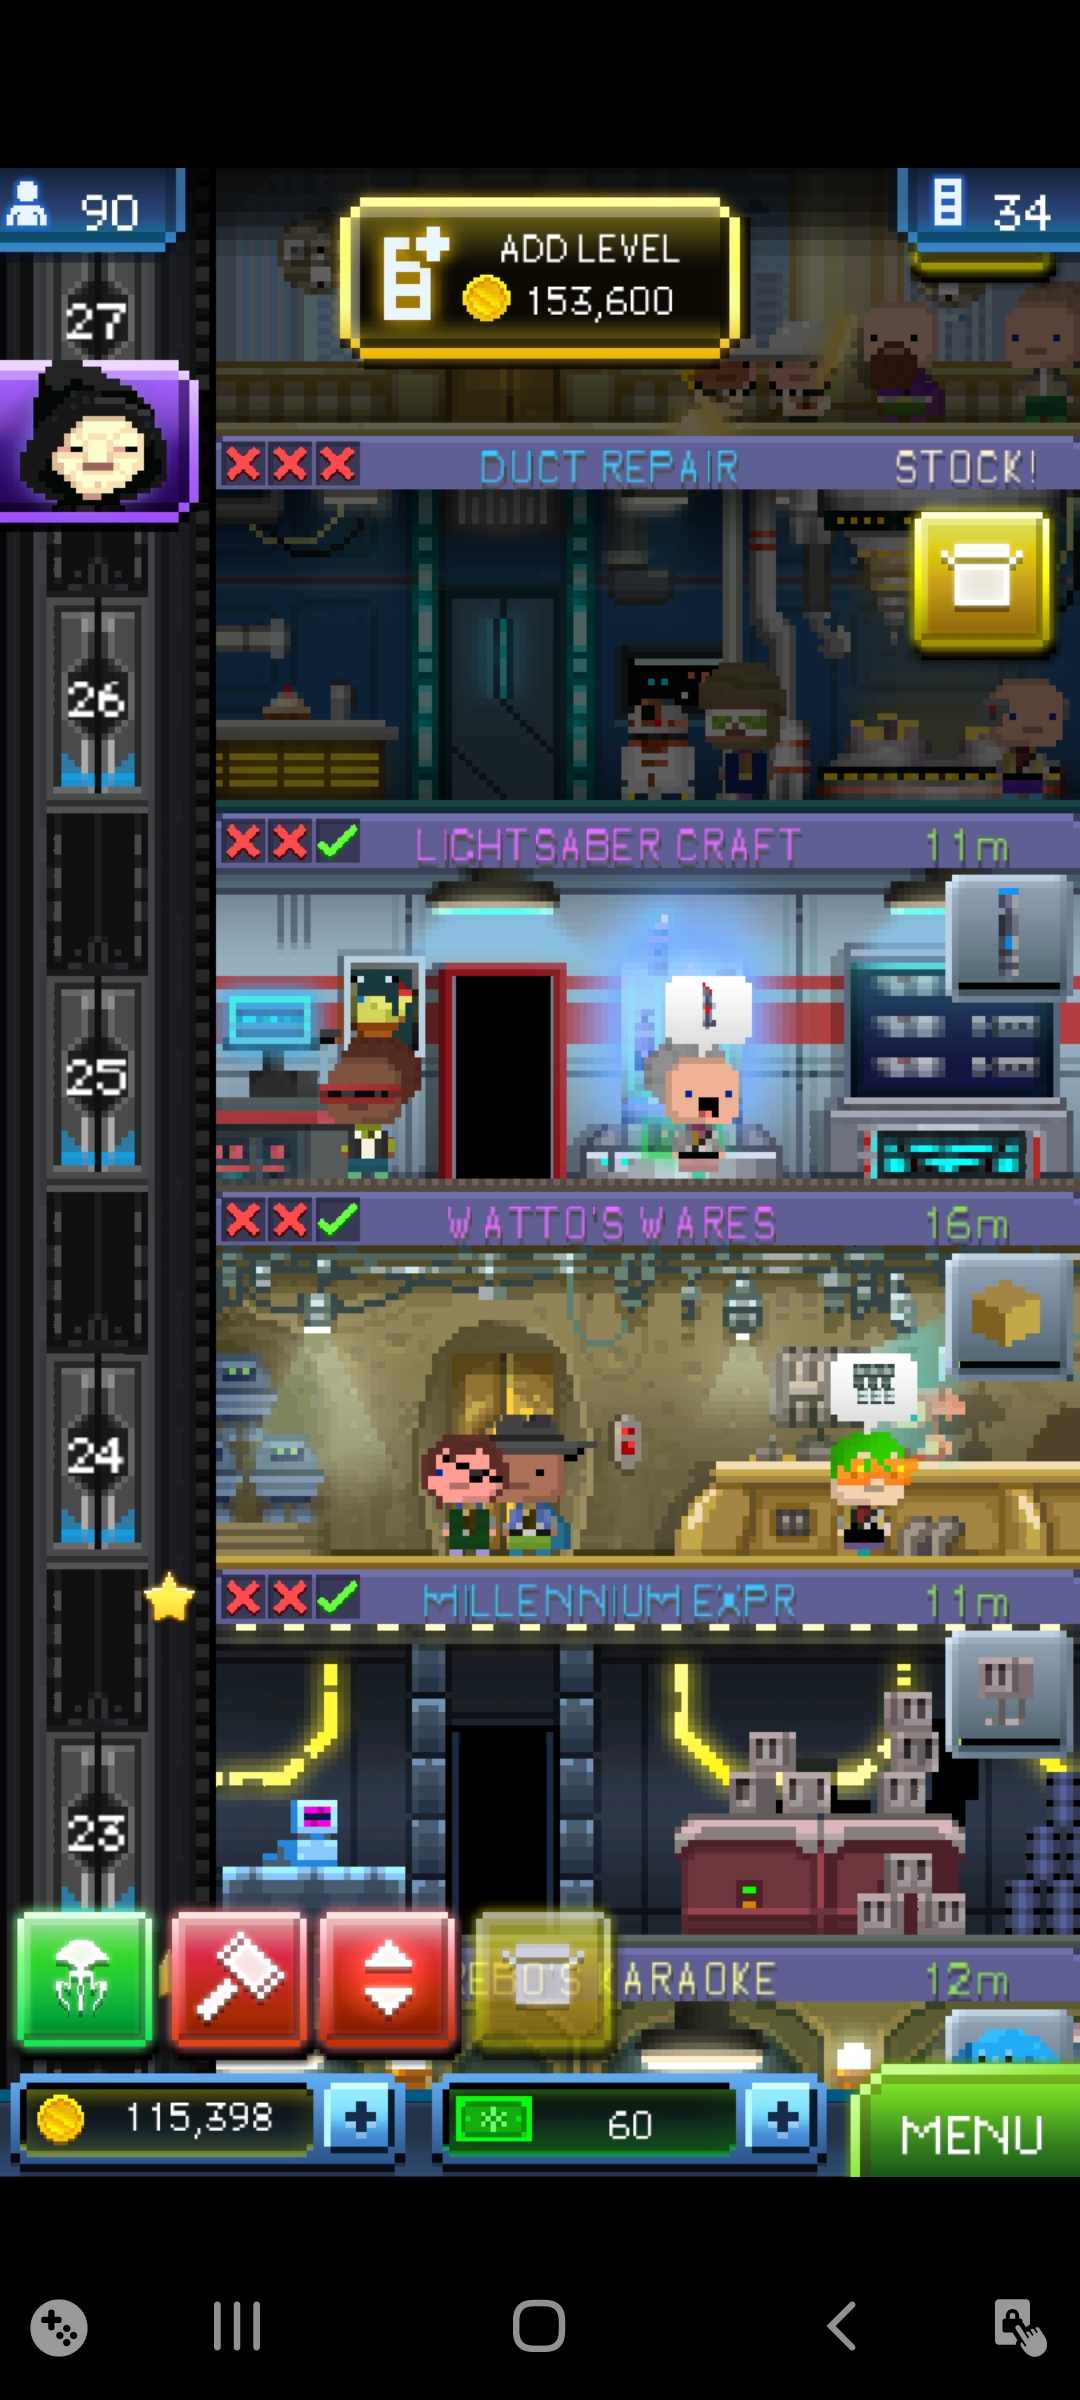 90
34
ADD LEVEL
153,600
27
DUCT REPAIR
STOCK!
26
LIGHTSABER CRAFT
11m
25
WATTO'S WARES
16m
24
MILLENNIUM EXPR
11m
23
REBO'S KARAOKE
12m
115,398
60
MENU